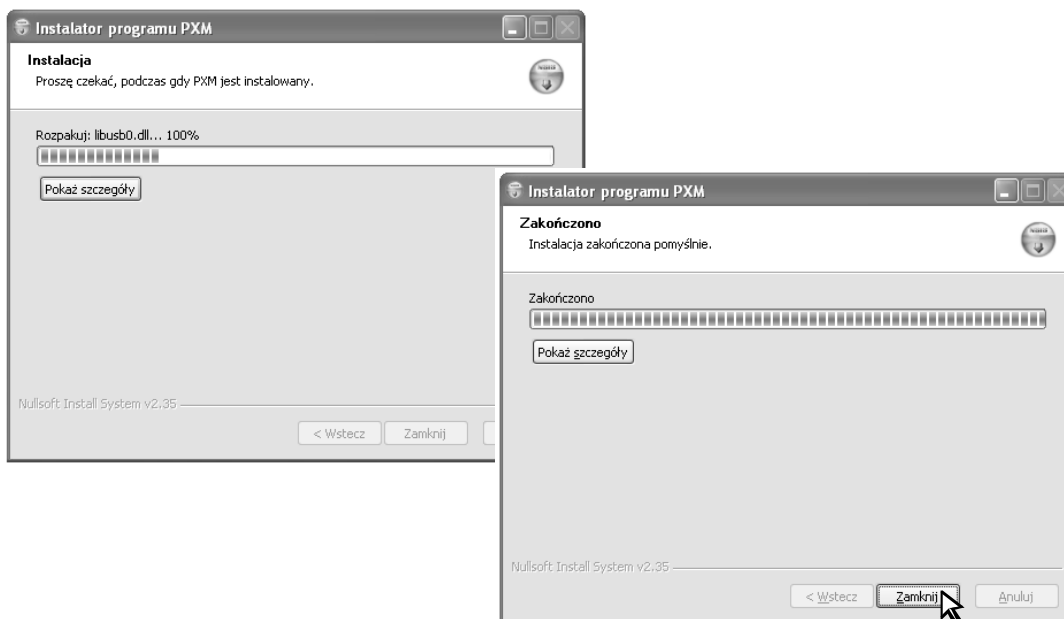 Instalator programu PXM
Instalacja
Proszę czekać, podczas gdy PXM jest instalowany.
Rozpakuj: libusb0.dll... 100%
Pokaż szczegóły
Nullsoft Install System v2.35
< Wstecz
Zamknij
Instalator programu PXM
Zakończono
Instalacja zakończona pomyślnie.
Zakończono
Pokaż szczegóły
Nullsoft Install System v2.35
< Wstecz
Zamknij
Anuluj